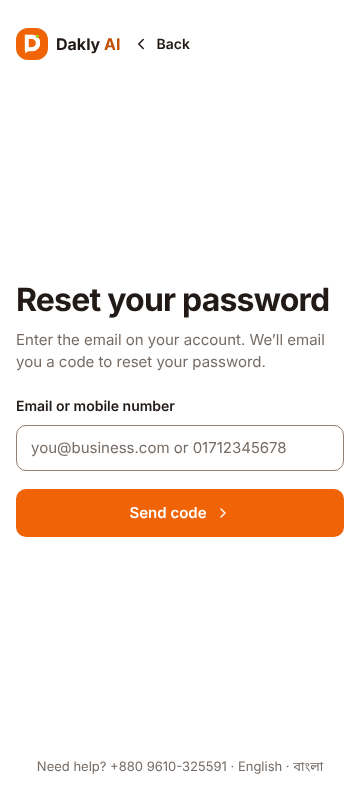 Dakly AI
Back
Reset your password
Enter the email on your account. We’ll email
you a code to reset your password.
Email or mobile number
you@business.com or 01712345678
Send code
Need help? +880 9610-325591 · English · বাংলা